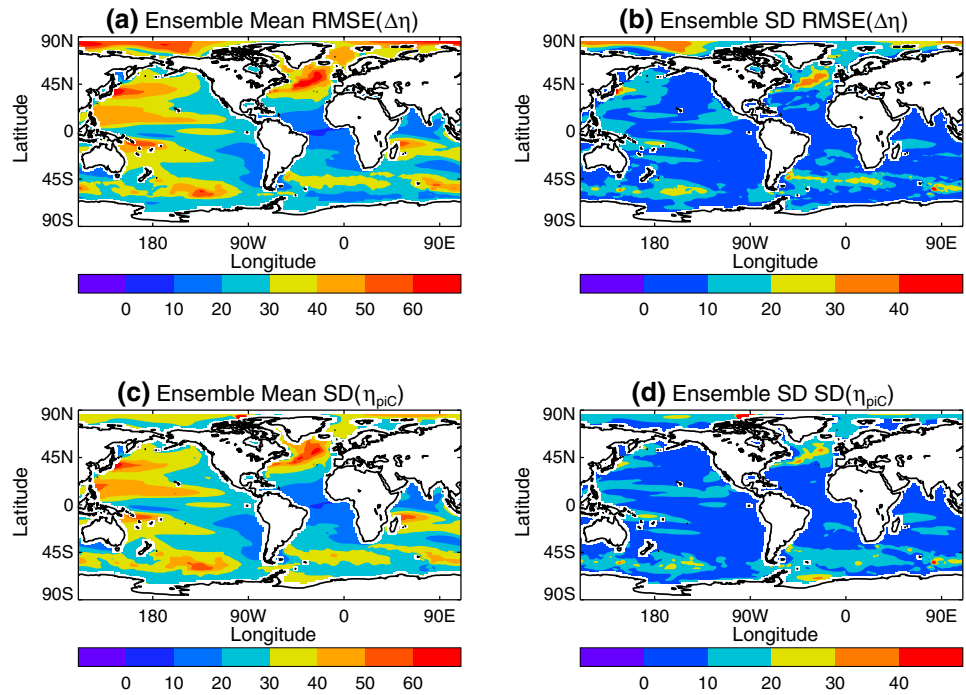 (a) Ensemble Mean RMSE(Δη)
90N
45N
0
45S
90S
Latitude
180 90W 0 90E
Longitude
0 10 20 30 40 50 60
(b) Ensemble SD RMSE(Δη)
90N
45N
0
45S
90S
Latitude
180 90W 0 90E
Longitude
0 10 20 30 40
(c) Ensemble Mean SD(ηpiC)
90N
45N
0
45S
90S
Latitude
180 90W 0 90E
Longitude
0 10 20 30 40 50 60
(d) Ensemble SD SD(ηpiC)
90N
45N
0
45S
90S
Latitude
180 90W 0 90E
Longitude
0 10 20 30 40